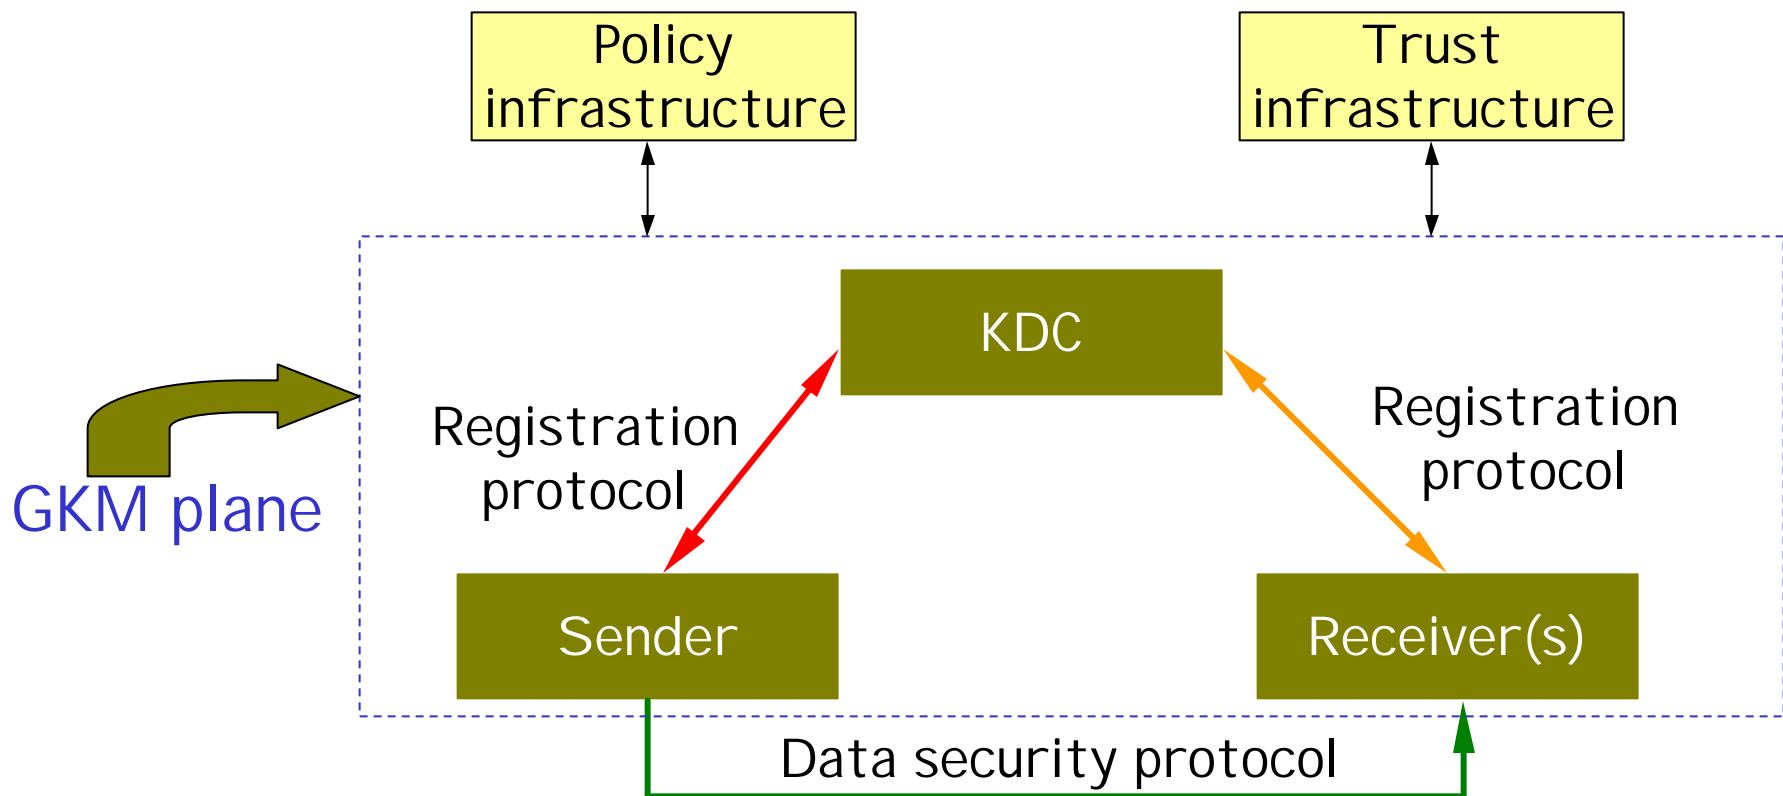 Policy
infrastructure
Trust
infrastructure
KDC
Registration
protocol
Registration
protocol
GKM plane
Sender
Receiver(s)
Data security protocol